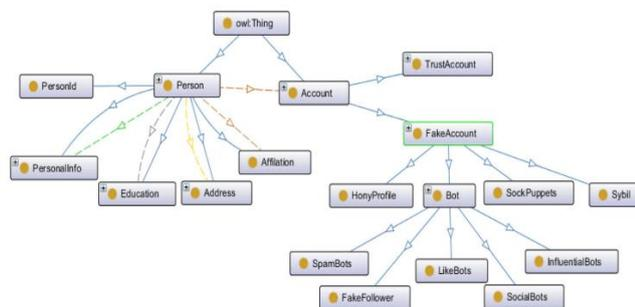 owl:Thing
TrustAccount
PersonId
Person
Account
FakeAccount
PersonalInfo
Affilation
Education
Address
HonyProfile
Bot
SockPuppets
Sybil
SpamBots
LikeBots
InfluentialBots
FakeFollower
SocialBots